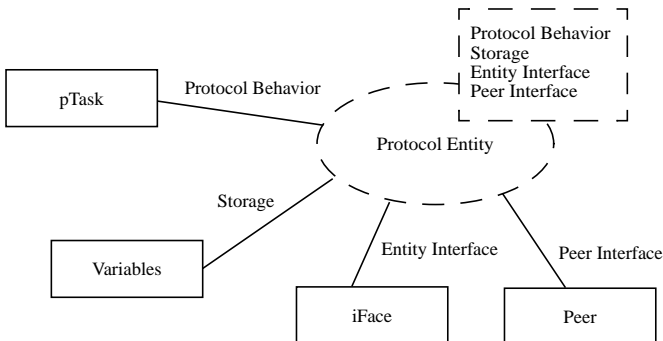 Protocol Behavior
Storage
Entity Interface
Peer Interface
pTask
Protocol Behavior
Protocol Entity
Storage
Entity Interface
Peer Interface
Variables
iFace
Peer